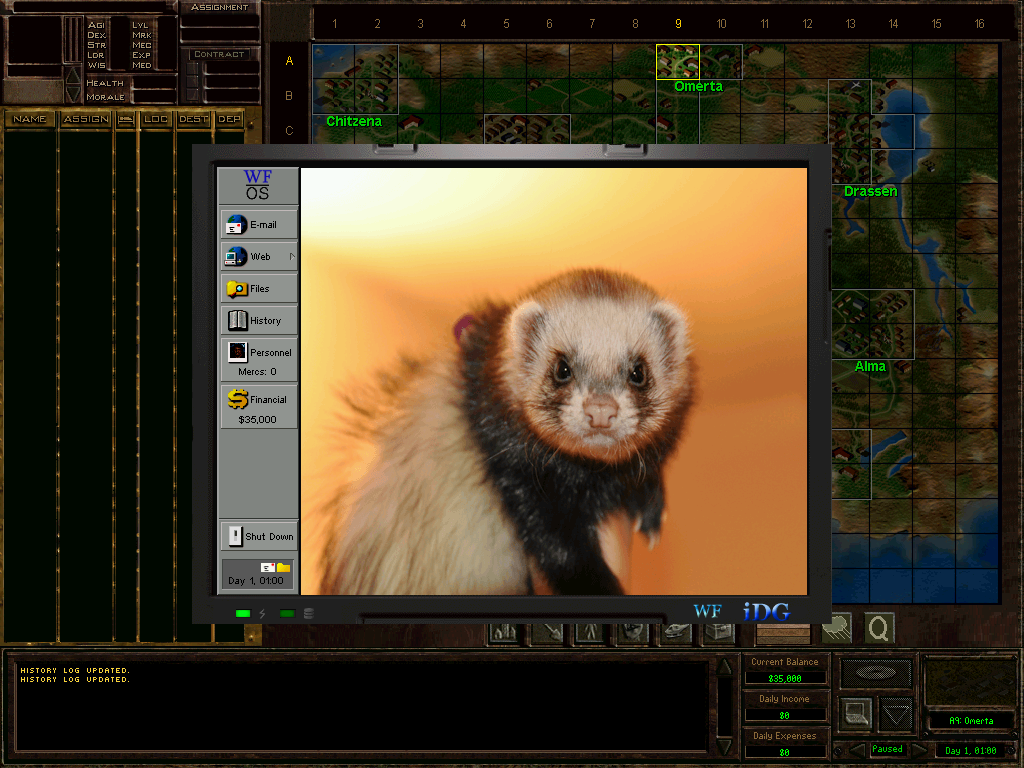 ASSIGNMENT
AGI LVL
DEX MRK
STR MEC
LDR EXP
WIS MED
CONTRACT
HEALTH
MORALE
NAME ASSIGN LOC DEST DEP
1 2 3 4 5 6 7 8 9 10 11 12 13 14 15 16
A
B
C
Omerta
Chitzena
Drassen
Alma
WF
OS
E-mail
Web
Files
History
Personnel
Mercs: 0
Financial
$35,000
Shut Down
Day 1, 01:00
WF iDG
Q
HISTORY LOG UPDATED.
HISTORY LOG UPDATED.
Current Balance
$35,000
Daily Income
$0
Daily Expenses
$0
A9: Omerta
Paused
Day 1, 01:00